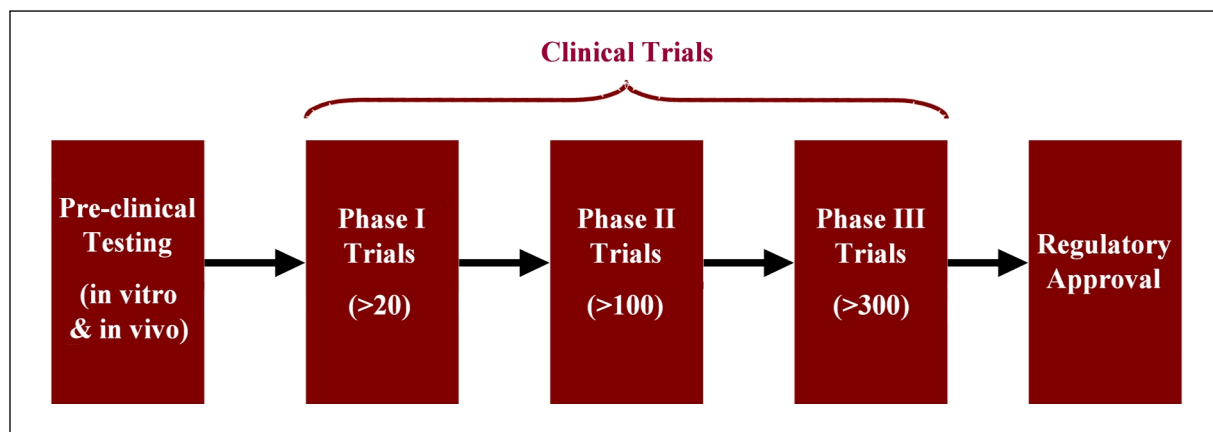 Clinical Trials
Pre-clinical
Testing
(in vitro
& in vivo)
Phase I
Trials
(>20)
Phase II
Trials
(>100)
Phase III
Trials
(>300)
Regulatory
Approval